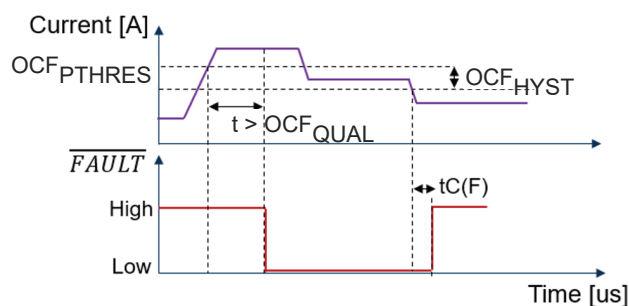 Current [A]
OCFPTHRES
OCFHYST
t > OCFQUAL
FAULT
tC(F)
High
Low
Time [us]